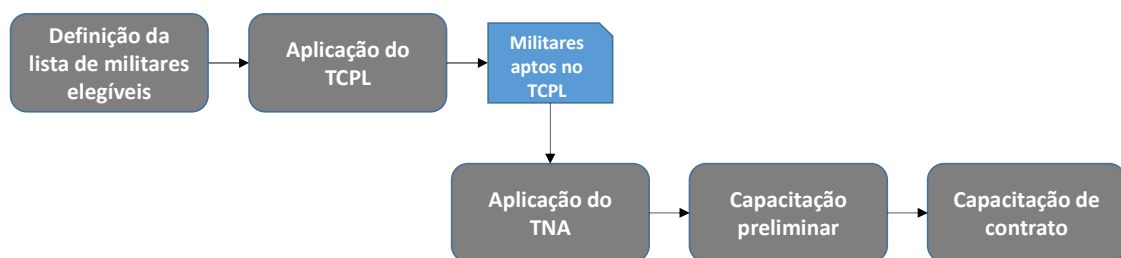 Definição da
lista de militares
elegíveis
Aplicação do
TCPL
Militares
aptos no
TCPL
Aplicação do
TNA
Capacitação
preliminar
Capacitação de
contrato